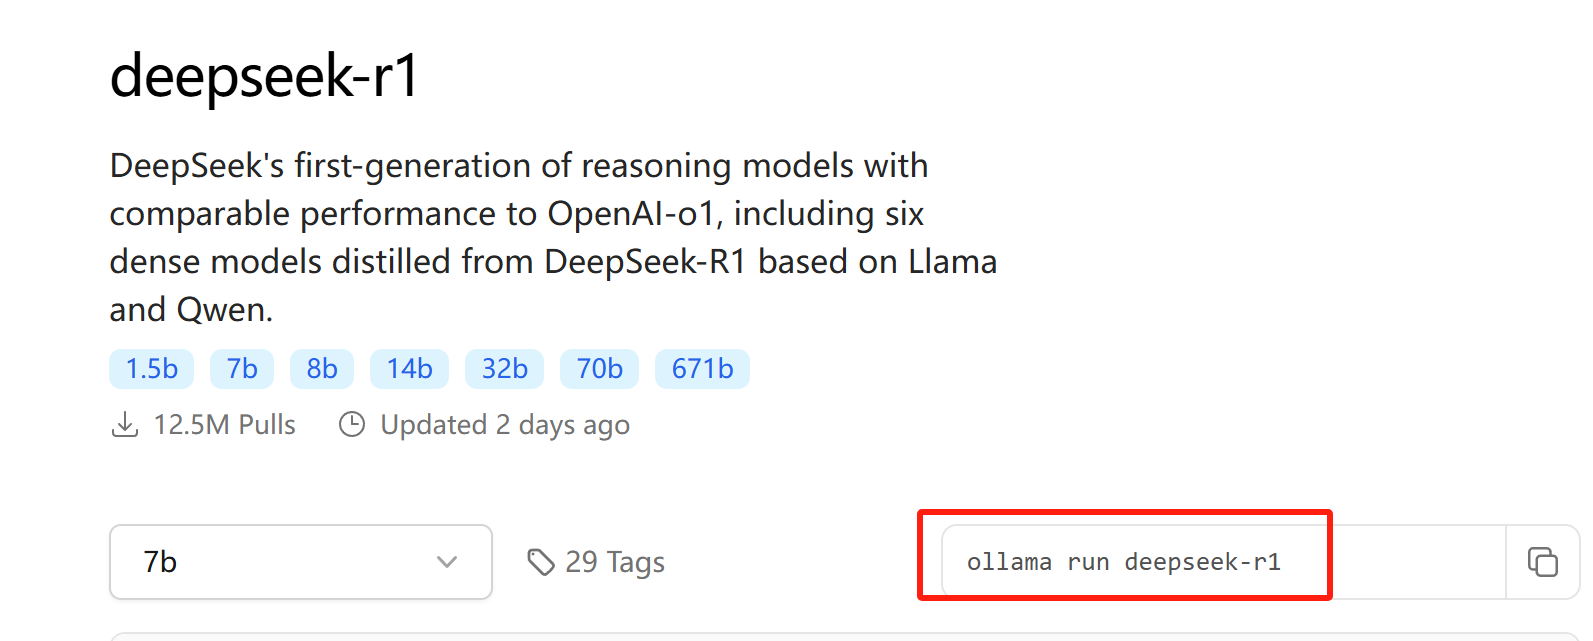 deepseek-r1
DeepSeek's first-generation of reasoning models with
comparable performance to OpenAI-o1, including six
dense models distilled from DeepSeek-R1 based on Llama
and Qwen.
1.5b 7b 8b 14b 32b 70b 671b
12.5M Pulls Updated 2 days ago
7b 29 Tags ollama run deepseek-r1